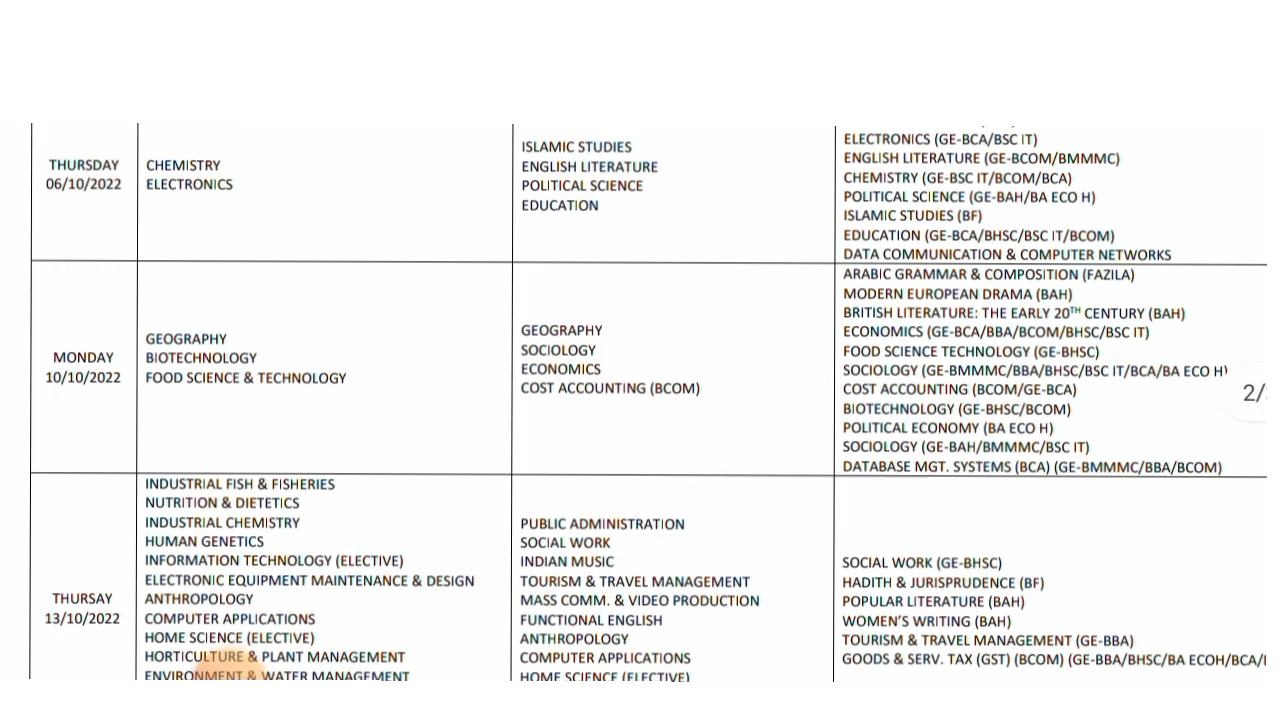 THURSDAY
06/10/2022
CHEMISTRY
ELECTRONICS
ISLAMIC STUDIES
ENGLISH LITERATURE
POLITICAL SCIENCE
EDUCATION
ELECTRONICS (GE-BCA/BSC IT)
ENGLISH LITERATURE (GE-BCOM/BMMMC)
CHEMISTRY (GE-BSC IT/BCOM/BCA)
POLITICAL SCIENCE (GE-BAH/BA ECO H)
ISLAMIC STUDIES (BF)
EDUCATION (GE-BCA/BHSC/BSC IT/BCOM)
DATA COMMUNICATION & COMPUTER NETWORKS
MONDAY
10/10/2022
GEOGRAPHY
BIOTECHNOLOGY
FOOD SCIENCE & TECHNOLOGY
GEOGRAPHY
SOCIOLOGY
ECONOMICS
COST ACCOUNTING (BCOM)
ARABIC GRAMMAR & COMPOSITION (FAZILA)
MODERN EUROPEAN DRAMA (BAH)
BRITISH LITERATURE: THE EARLY 20TH CENTURY (BAH)
ECONOMICS (GE-BCA/BBA/BCOM/BHSC/BSC IT)
FOOD SCIENCE TECHNOLOGY (GE-BHSC)
SOCIOLOGY (GE-BMMMC/BBA/BHSC/BSC IT/BCA/BA ECO H)
COST ACCOUNTING (BCOM/GE-BCA)
BIOTECHNOLOGY (GE-BHSC/BCOM)
POLITICAL ECONOMY (BA ECO H)
SOCIOLOGY (GE-BAH/BMMMC/BSC IT)
DATABASE MGT. SYSTEMS (BCA) (GE-BMMMC/BBA/BCOM)
2/
THURSAY
13/10/2022
INDUSTRIAL FISH & FISHERIES
NUTRITION & DIETETICS
INDUSTRIAL CHEMISTRY
HUMAN GENETICS
INFORMATION TECHNOLOGY (ELECTIVE)
ELECTRONIC EQUIPMENT MAINTENANCE & DESIGN
ANTHROPOLOGY
COMPUTER APPLICATIONS
HOME SCIENCE (ELECTIVE)
HORTICULTURE & PLANT MANAGEMENT
ENVIRONMENT & WATER MANAGEMENT
PUBLIC ADMINISTRATION
SOCIAL WORK
INDIAN MUSIC
TOURISM & TRAVEL MANAGEMENT
MASS COMM. & VIDEO PRODUCTION
FUNCTIONAL ENGLISH
ANTHROPOLOGY
COMPUTER APPLICATIONS
HOME SCIENCE (ELECTIVE)
SOCIAL WORK (GE-BHSC)
HADITH & JURISPRUDENCE (BF)
POPULAR LITERATURE (BAH)
WOMEN'S WRITING (BAH)
TOURISM & TRAVEL MANAGEMENT (GE-BBA)
GOODS & SERV. TAX (GST) (BCOM) (GE-BBA/BHSC/BA ECOH/BCA/